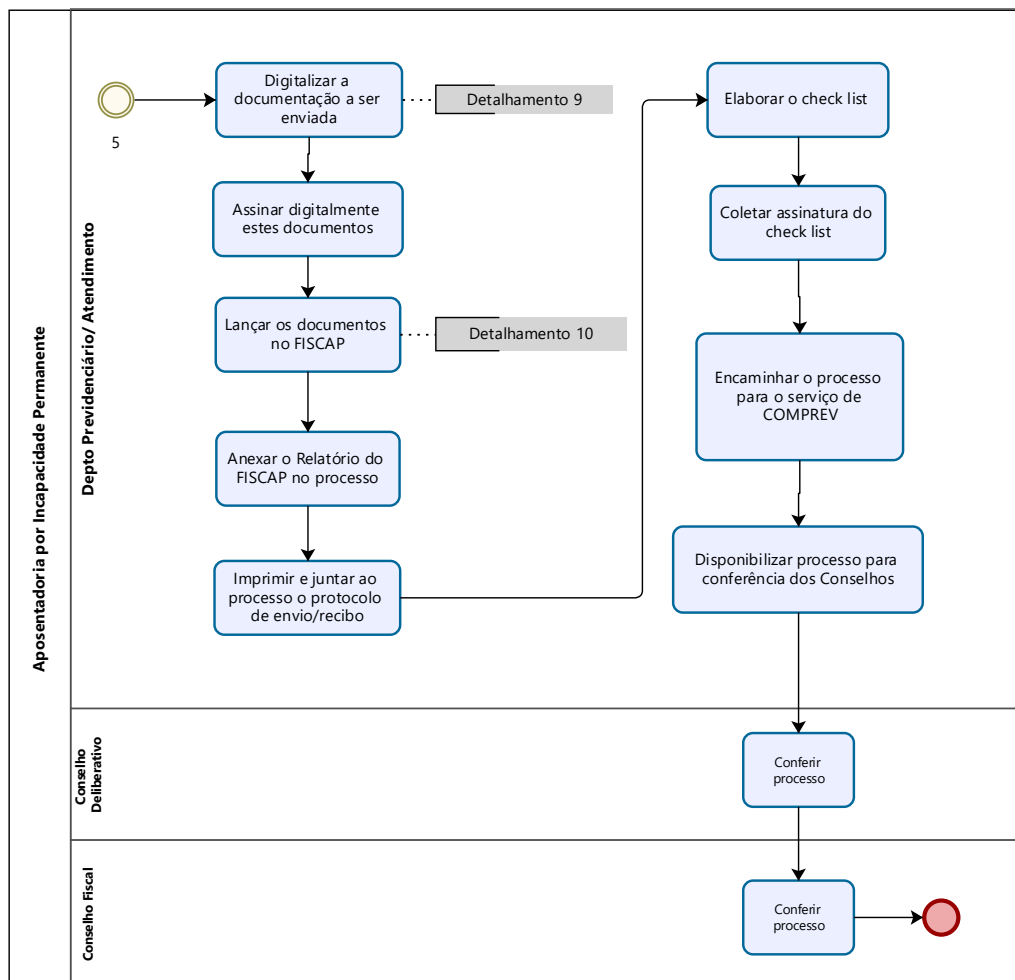 Aposentadoria por Incapacidade Permanente
Depto Previdenciário/ Atendimento
5
Digitalizar a
documentação a ser
enviada
Detalhamento 9
Assinar digitalmente
estes documentos
Lançar os documentos
no FISCAP
Detalhamento 10
Anexar o Relatório do
FISCAP no processo
Imprimir e juntar ao
processo o protocolo
de envio/recibo
Elaborar o check list
Coletar assinatura do
check list
Encaminhar o processo
para o serviço de
COMPREV
Disponibilizar processo para
conferência dos Conselhos
Conselho
Deliberativo
Conferir
processo
Conselho Fiscal
Conferir
processo